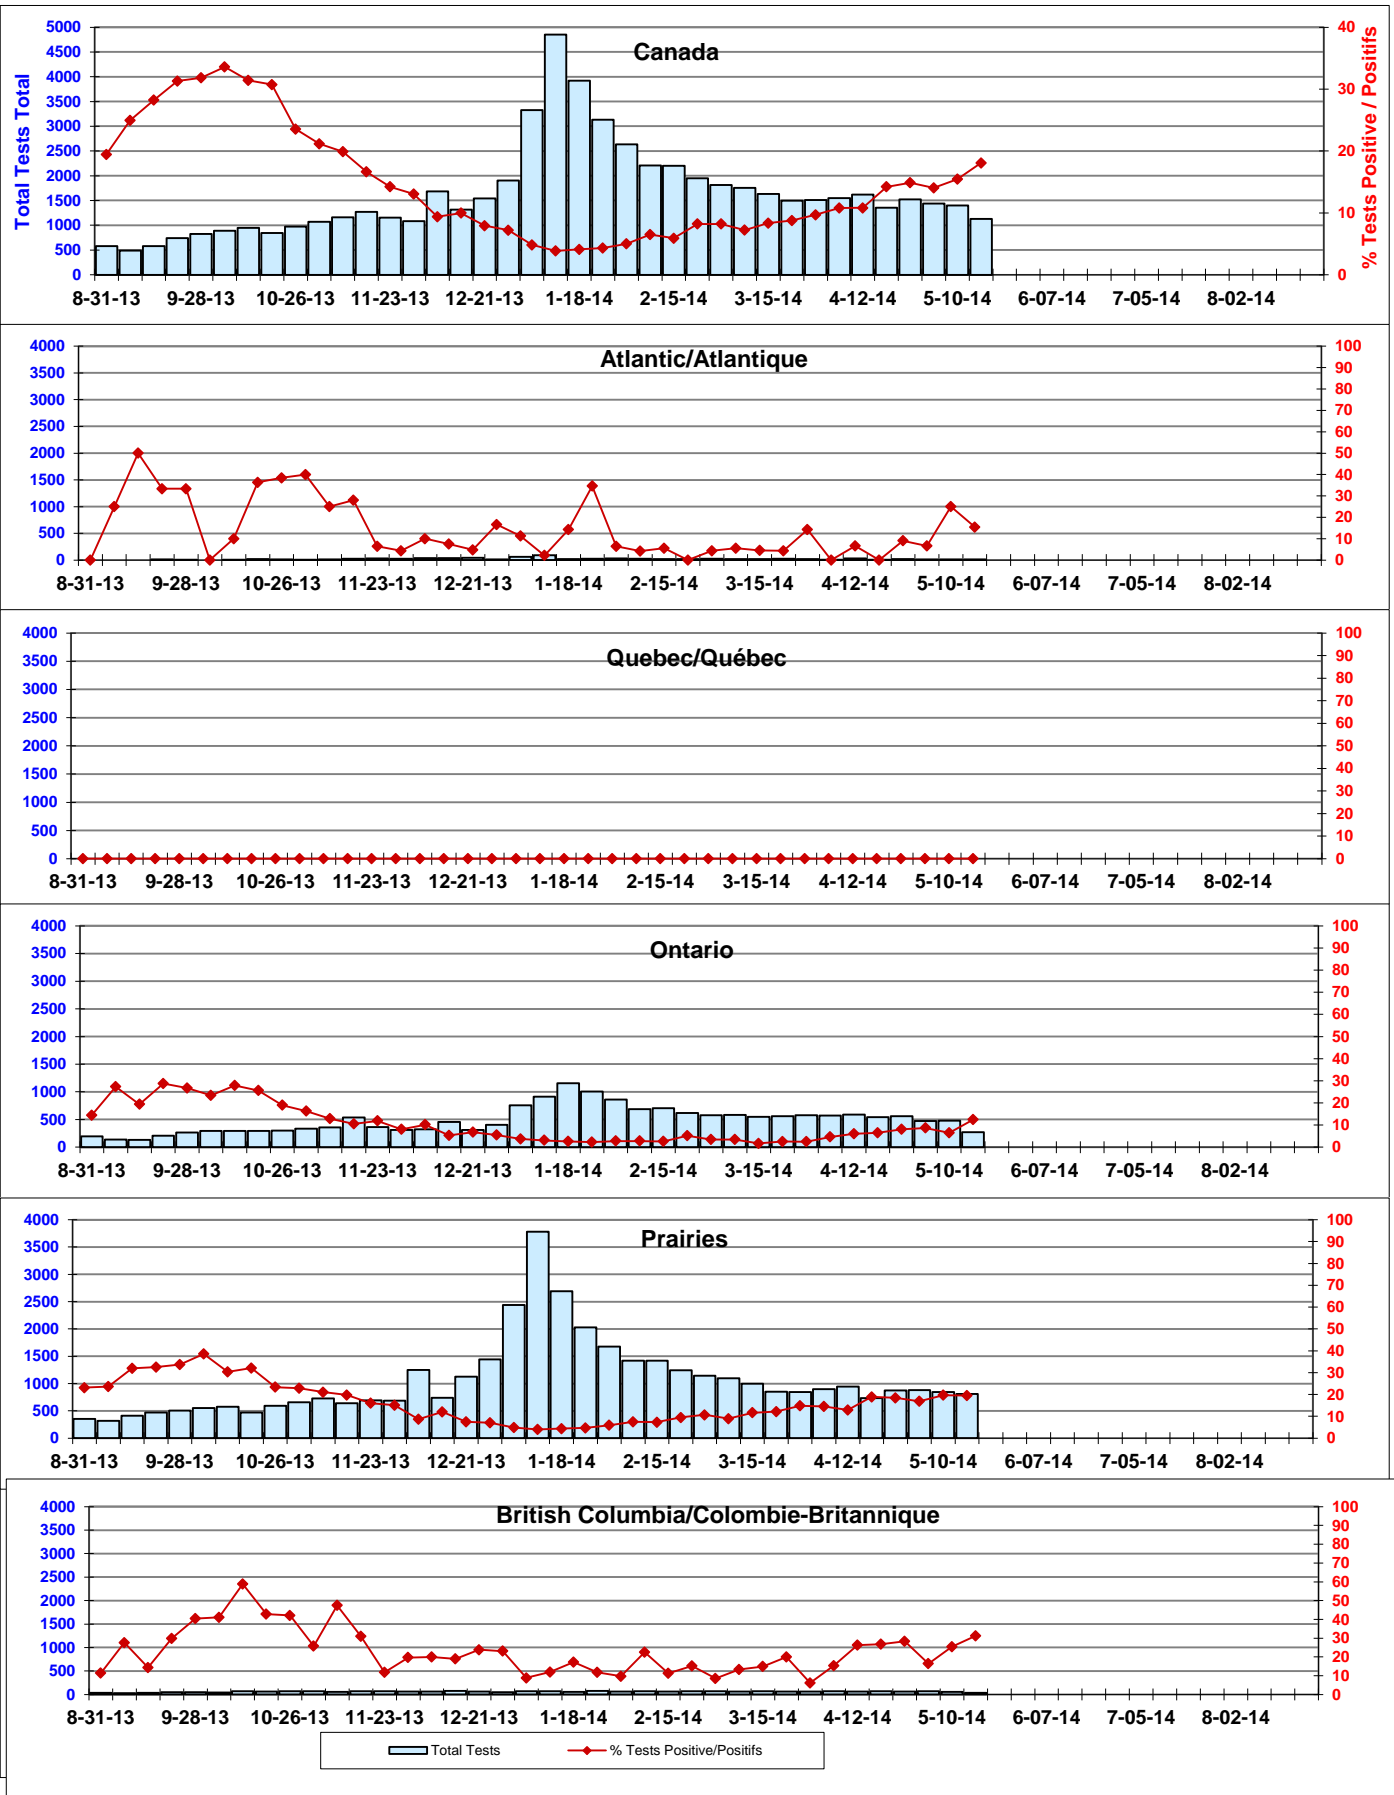 Canada
Total Tests Total
% Tests Positive / Positifs
5000 4500 4000 3500 3000 2500 2000 1500 1000 500 0
40 30 20 10 0
8-31-13 9-28-13 10-26-13 11-23-13 12-21-13 1-18-14 2-15-14 3-15-14 4-12-14 5-10-14 6-07-14 7-05-14 8-02-14
Atlantic/Atlantique
4000 3500 3000 2500 2000 1500 1000 500 0
100 90 80 70 60 50 40 30 20 10 0
8-31-13 9-28-13 10-26-13 11-23-13 12-21-13 1-18-14 2-15-14 3-15-14 4-12-14 5-10-14 6-07-14 7-05-14 8-02-14
Quebec/Québec
4000 3500 3000 2500 2000 1500 1000 500 0
100 90 80 70 60 50 40 30 20 10 0
8-31-13 9-28-13 10-26-13 11-23-13 12-21-13 1-18-14 2-15-14 3-15-14 4-12-14 5-10-14 6-07-14 7-05-14 8-02-14
Ontario
4000 3500 3000 2500 2000 1500 1000 500 0
100 90 80 70 60 50 40 30 20 10 0
8-31-13 9-28-13 10-26-13 11-23-13 12-21-13 1-18-14 2-15-14 3-15-14 4-12-14 5-10-14 6-07-14 7-05-14 8-02-14
Prairies
4000 3500 3000 2500 2000 1500 1000 500 0
100 90 80 70 60 50 40 30 20 10 0
8-31-13 9-28-13 10-26-13 11-23-13 12-21-13 1-18-14 2-15-14 3-15-14 4-12-14 5-10-14 6-07-14 7-05-14 8-02-14
British Columbia/Colombie-Britannique
4000 3500 3000 2500 2000 1500 1000 500 0
100 90 80 70 60 50 40 30 20 10 0
8-31-13 9-28-13 10-26-13 11-23-13 12-21-13 1-18-14 2-15-14 3-15-14 4-12-14 5-10-14 6-07-14 7-05-14 8-02-14
Total Tests % Tests Positive/Positifs